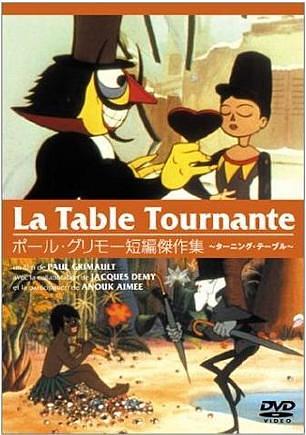 La Table Tournante
ポール・グリモー短編傑作集 ～ターニング・テーブル～
un film de PAUL GRIMAULT
avec la collaboration de JACQUES DEMY
et la participation de ANOUK AIMEE
DVD
VIDEO